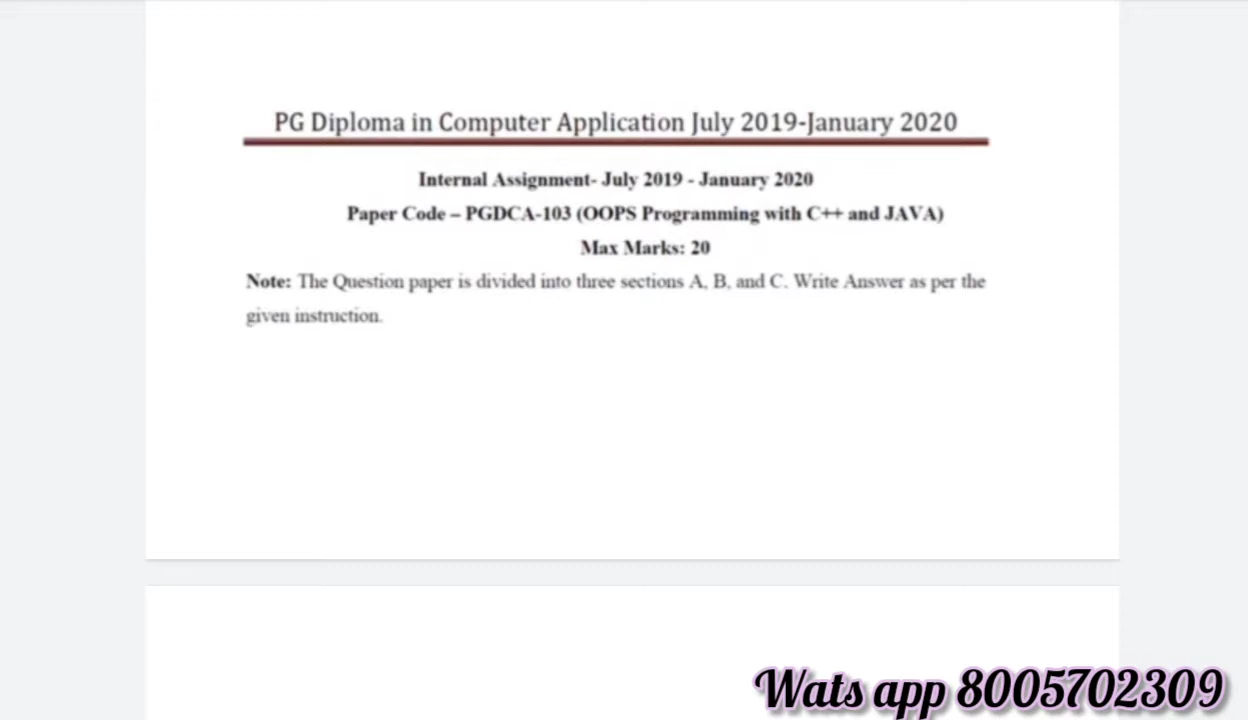 PG Diploma in Computer Application July 2019-January 2020
Internal Assignment- July 2019 - January 2020
Paper Code – PGDCA-103 (OOPS Programming with C++ and JAVA)
Max Marks: 20
Note: The Question paper is divided into three sections A, B, and C. Write Answer as per the
given instruction.
Wats app 8005702309